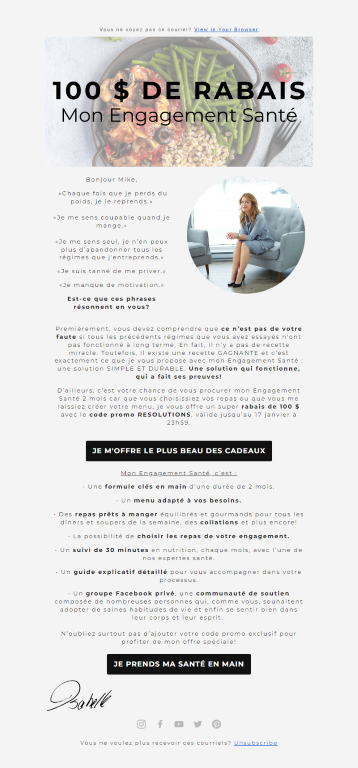 Vous ne voyez pas ce couriel? View in Your Browser
100 $ DE RABAIS
Mon Engagement Santé
Bonjour Mike,
«Chaque fois que je perds du
poids, je le reprends.»
«Je me sens coupable quand je
mange.»
«Je me sens seul, je n'en peux
plus d'abandonner tous les
régimes que j'entreprends.»
«Je suis tanné de me priver.»
«Je manque de motivation.»
Est-ce que ces phrases
résonnent en vous?
Premièrement, vous devez comprendre que ce n'est pas de votre
faute si tous les précédents régimes que vous avez essayés n'ont
pas fonctionné à long terme. En fait, il n'y a pas de recette
miracle. Toutefois, il existe une recette GAGNANTE et c'est
exactement ce que je vous propose avec mon Engagement Santé :
une solution SIMPLE ET DURABLE. Une solution qui fonctionne,
qui a fait ses preuves!
D'ailleurs, c'est votre chance de vous procurer mon Engagement
Santé 2 mois car que vous choisissiez vos repas ou que vous me
laissiez créer votre menu, je vous offre un super rabais de 100 $
avec le code promo RESOLUTIONS, valide jusqu'au 17 janvier à
23h59.
JE M'OFFRE LE PLUS BEAU DES CADEAUX
Mon Engagement Santé, c'est :
- Une formule clés en main d'une durée de 2 mois.
- Un menu adapté à vos besoins.
- Des repas prêts à manger équilibrés et gourmands pour tous les
dîners et soupers de la semaine, des collations et plus encore!
- La possibilité de choisir les repas de votre engagement.
- Un suivi de 30 minutes en nutrition, chaque mois, avec l'une de
nos expertes santé.
- Un guide explicatif détaillé pour vous accompagner dans votre
processus.
- Un groupe Facebook privé, une communauté de soutien
composée de nombreuses personnes qui, comme vous, souhaitent
adopter de saines habitudes de vie et enfin se sentir bien dans
leur corps et leur esprit.
N'oubliez surtout pas d'ajouter votre code promo exclusif pour
profiter de mon offre spéciale!
JE PRENDS MA SANTÉ EN MAIN
Isabelle
Vous ne voulez plus recevoir ces courriels? Unsubscribe